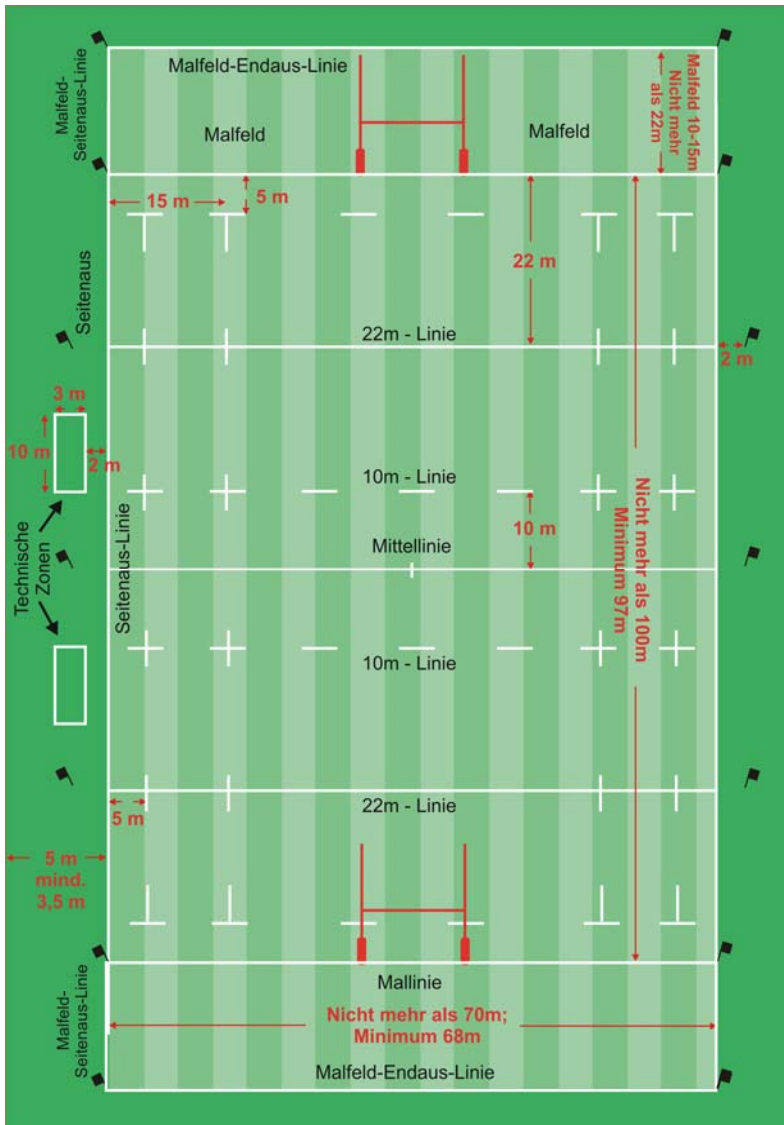 Malfeld-
Seitenaus-Linie
Malfeld-Endaus-Linie
Malfeld
Malfeld
Malfeld 10-15m
Nicht mehr
als 22m
15 m
5 m
22 m
Seitenaus
22m - Linie
2 m
3 m
10 m
2 m
10m - Linie
10 m
Nicht mehr als 100m
Minimum 97m
Technische
Zonen
Seitenaus-Linie
Mittellinie
10m - Linie
22m - Linie
5 m
5 m
mind.
3,5 m
Malfeld-
Seitenaus-Linie
Mallinie
Nicht mehr als 70m;
Minimum 68m
Malfeld-Endaus-Linie